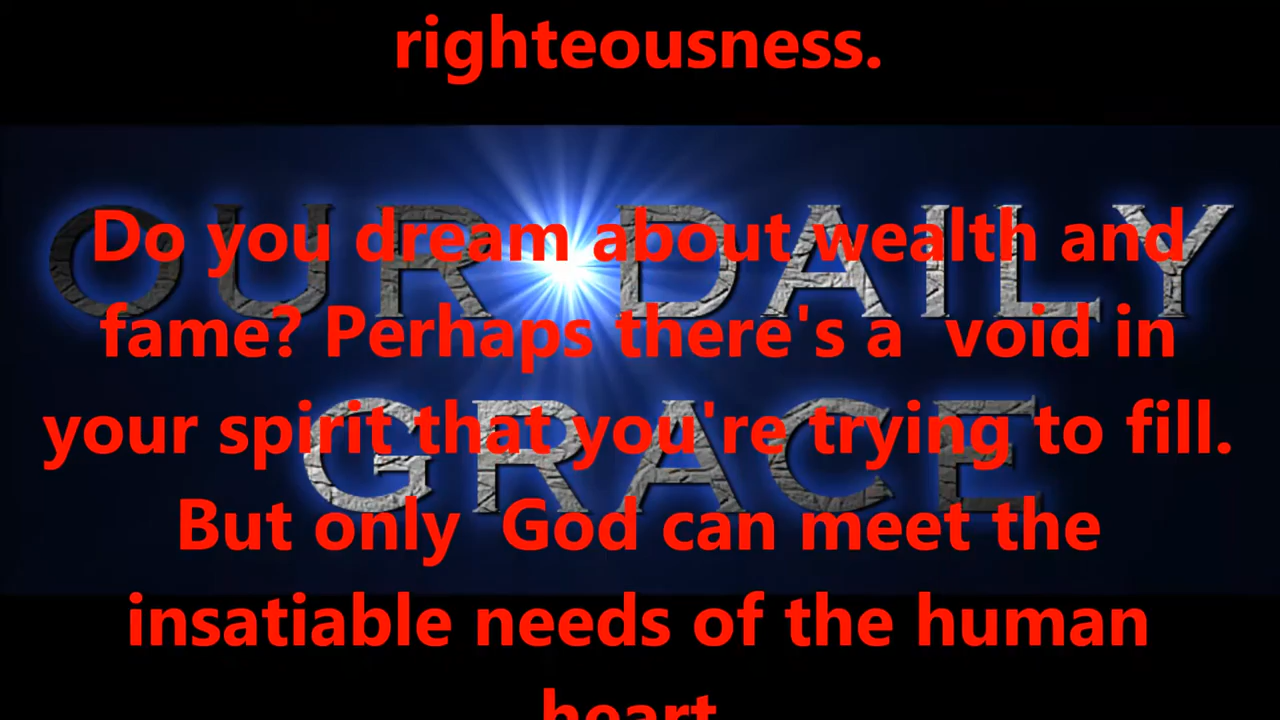 righteousness.
OUR DAILY
GRACE
Do you dream about wealth and
fame? Perhaps there's a  void in
your spirit that you're trying to fill.
But only  God can meet the
insatiable needs of the human
heart